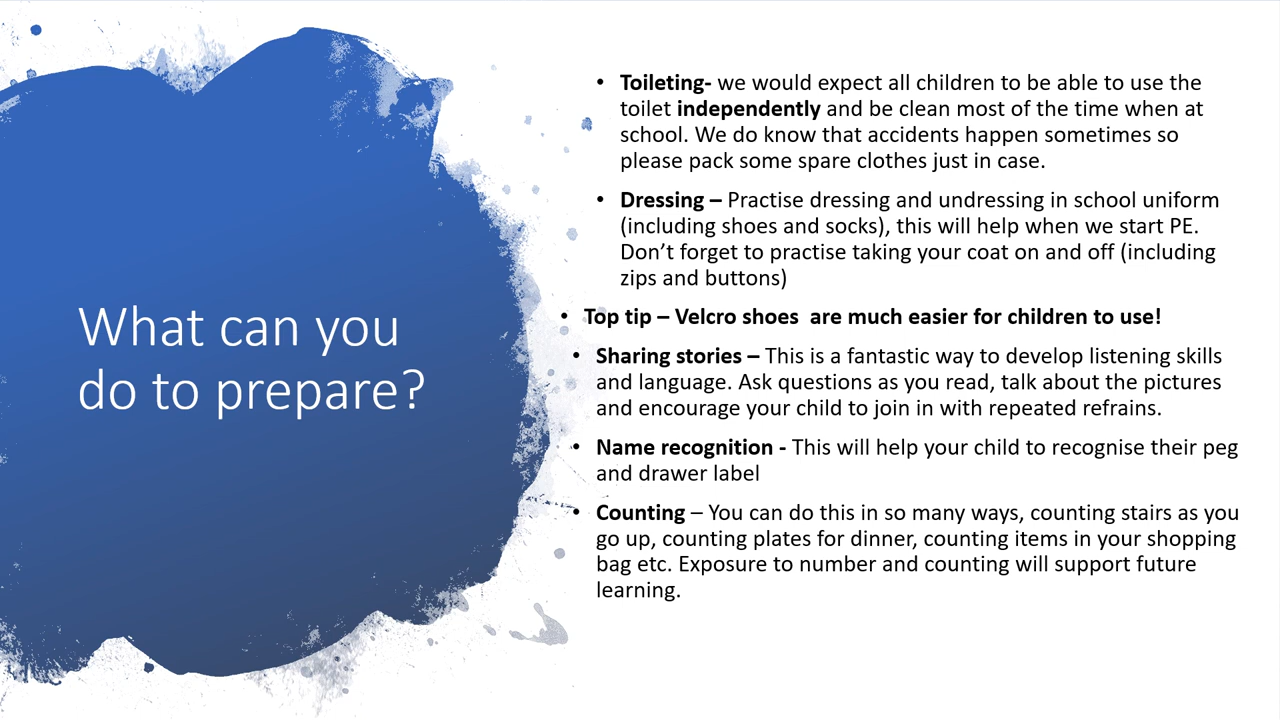 What can you
do to prepare?
• Toileting- we would expect all children to be able to use the
toilet independently and be clean most of the time when at
school. We do know that accidents happen sometimes so
please pack some spare clothes just in case.
• Dressing – Practise dressing and undressing in school uniform
(including shoes and socks), this will help when we start PE.
Don’t forget to practise taking your coat on and off (including
zips and buttons)
• Top tip – Velcro shoes  are much easier for children to use!
• Sharing stories – This is a fantastic way to develop listening skills
and language. Ask questions as you read, talk about the pictures
and encourage your child to join in with repeated refrains.
• Name recognition - This will help your child to recognise their peg
and drawer label
• Counting – You can do this in so many ways, counting stairs as you
go up, counting plates for dinner, counting items in your shopping
bag etc. Exposure to number and counting will support future
learning.